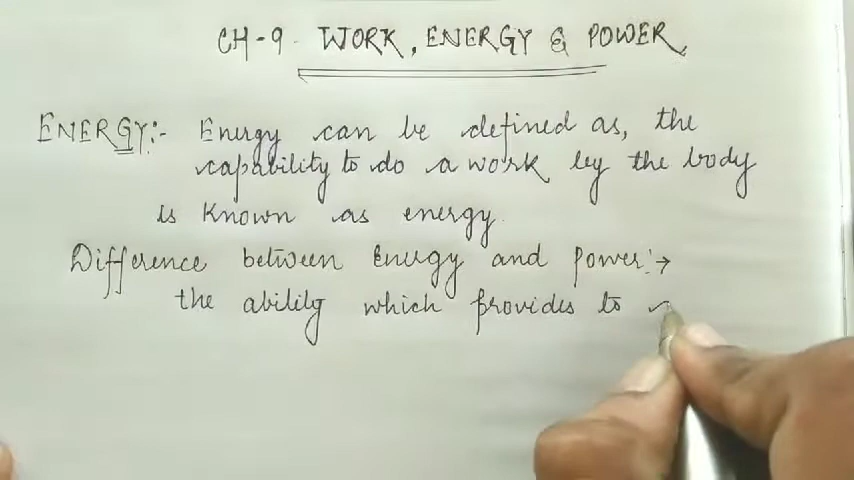 CH-9. WORK, ENERGY & POWER
ENERGY:- Energy can be defined as, the
capability to do a work by the body
is known as energy.
Difference between Energy and power:→
the ability which provides to